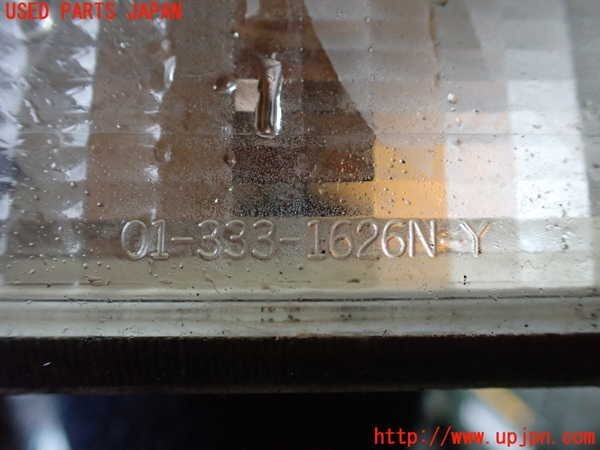 USED PARTS JAPAN
01-333-1626N-Y
http://www.upjpn.com